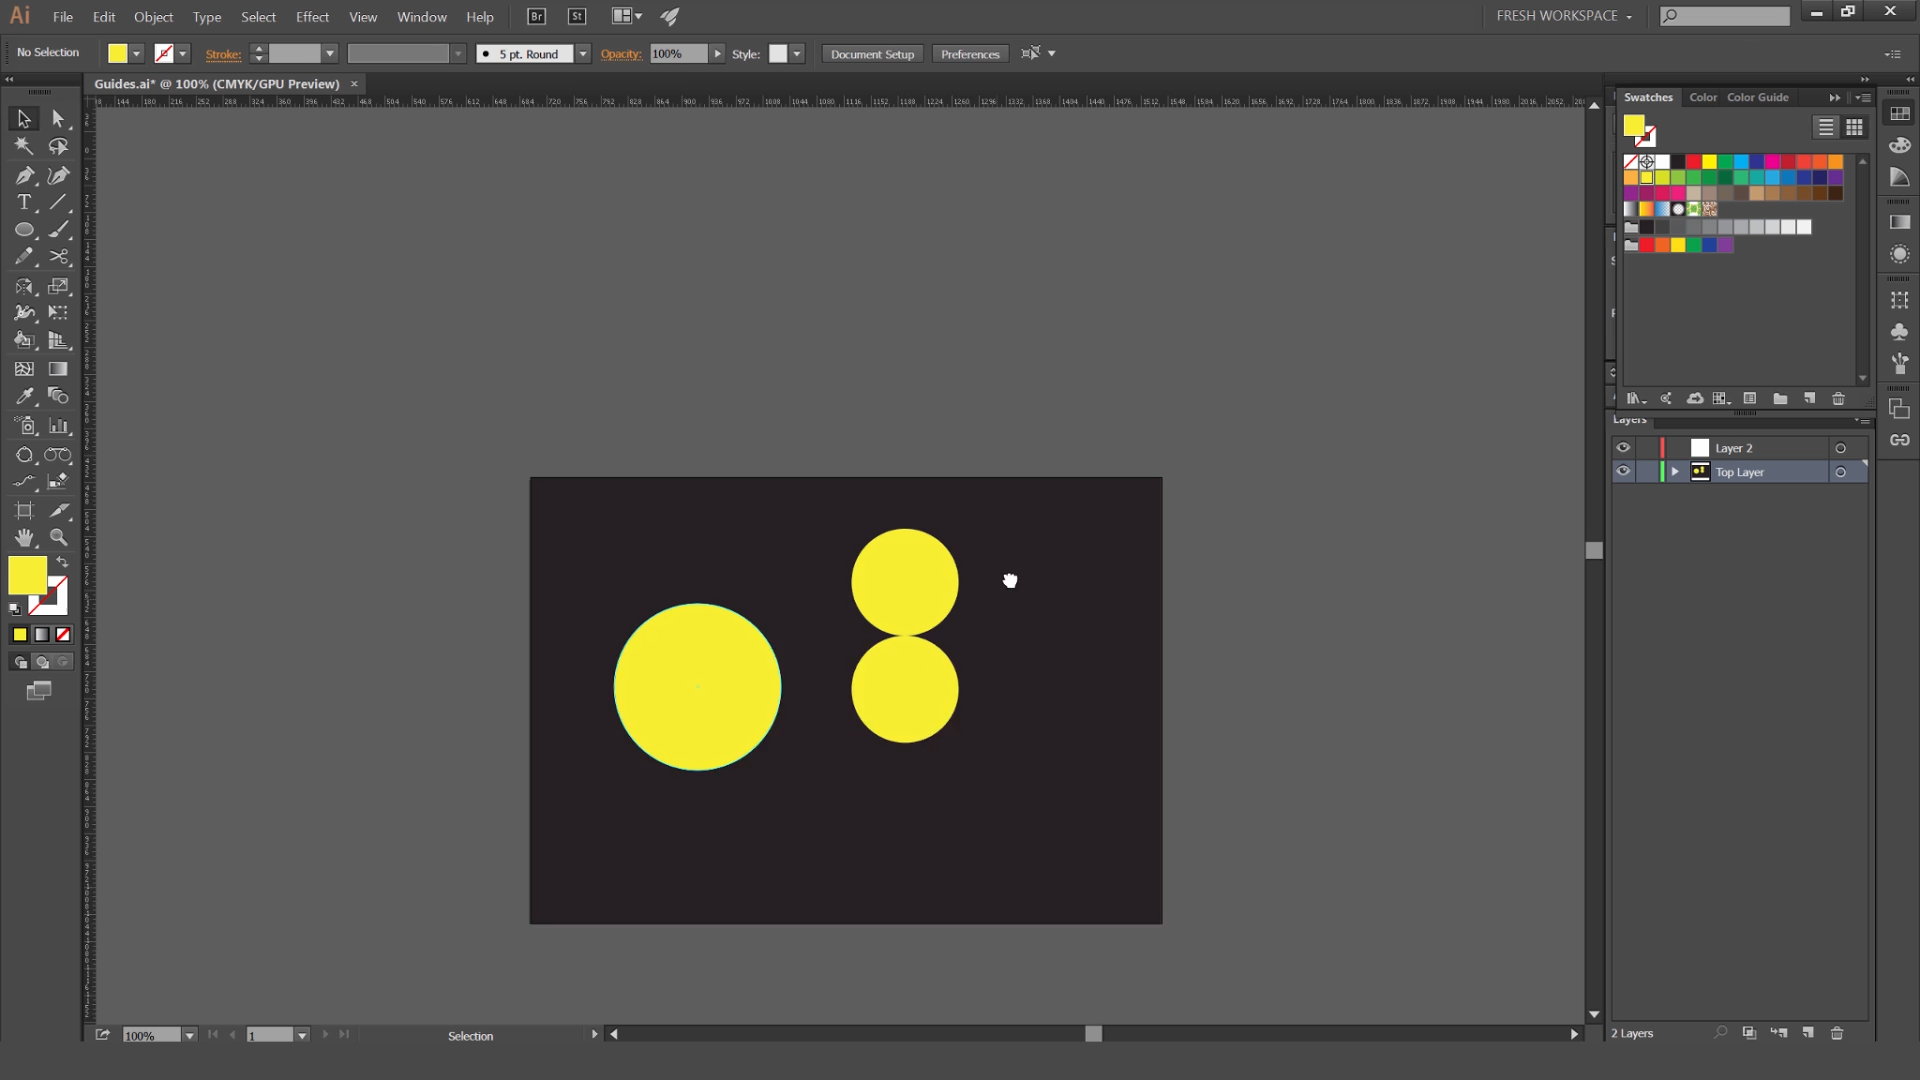 Ai File Edit Object Type Select Effect View Window Help Br St FRESH WORKSPACE
No Selection Stroke: 5 pt. Round Opacity: 100% Style: Document Setup Preferences
Guides.ai* @ 100% (CMYK/GPU Preview)
Swatches Color Color Guide
Layers
Layer 2
Top Layer
100% 1 Selection
2 Layers